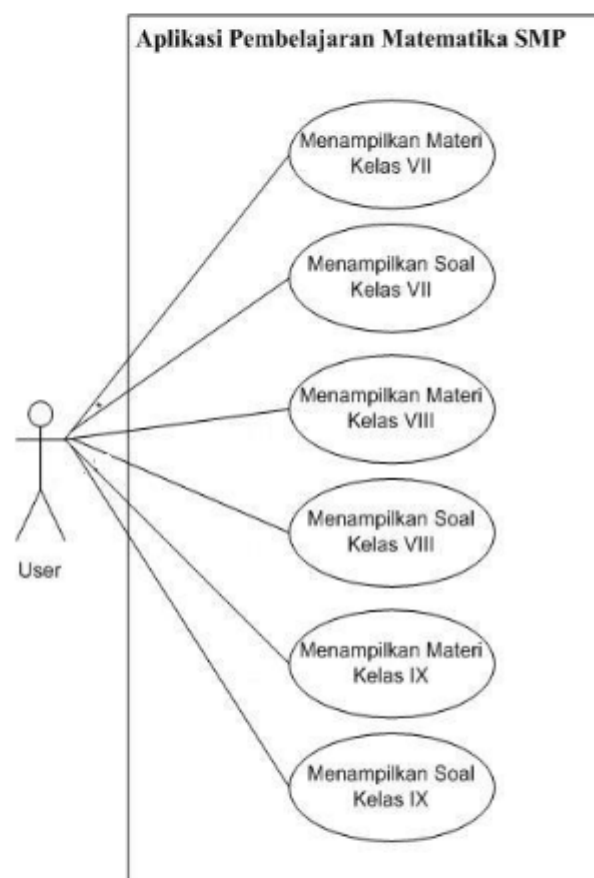 Aplikasi Pembelajaran Matematika SMP
Menampilkan Materi
Kelas VII
Menampilkan Soal
Kelas VII
Menampilkan Materi
Kelas VIII
Menampilkan Soal
Kelas VIII
User
Menampilkan Materi
Kelas IX
Menampilkan Soal
Kelas IX